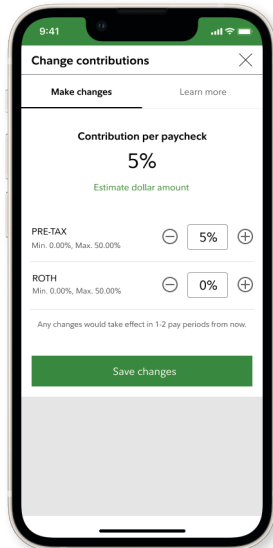 9:41
Change contributions
Make changes
Learn more
Contribution per paycheck
5%
Estimate dollar amount
PRE-TAX
Min. 0.00%, Max. 50.00%
5%
ROTH
Min. 0.00%, Max. 50.00%
0%
Any changes would take effect in 1-2 pay periods from now.
Save changes